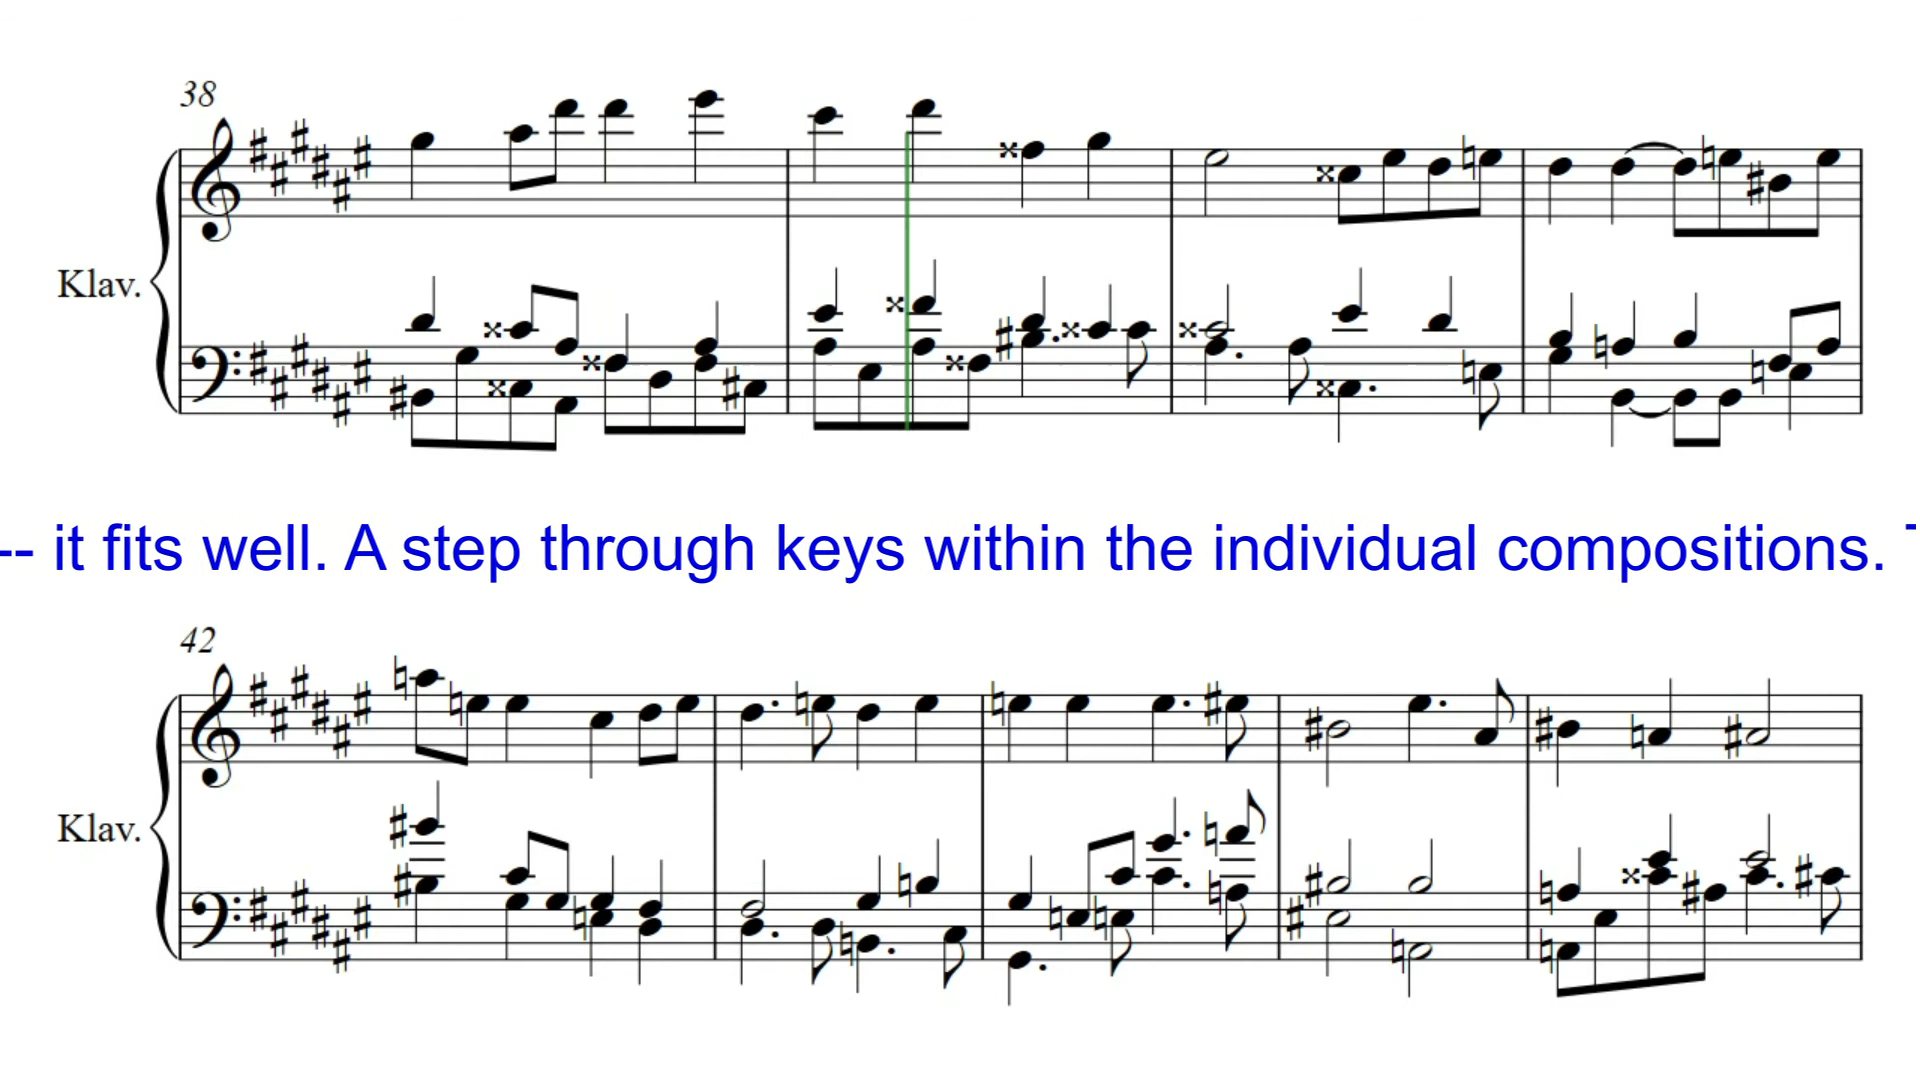 38
Klav.
-- it fits well. A step through keys within the individual compositions.
42
Klav.